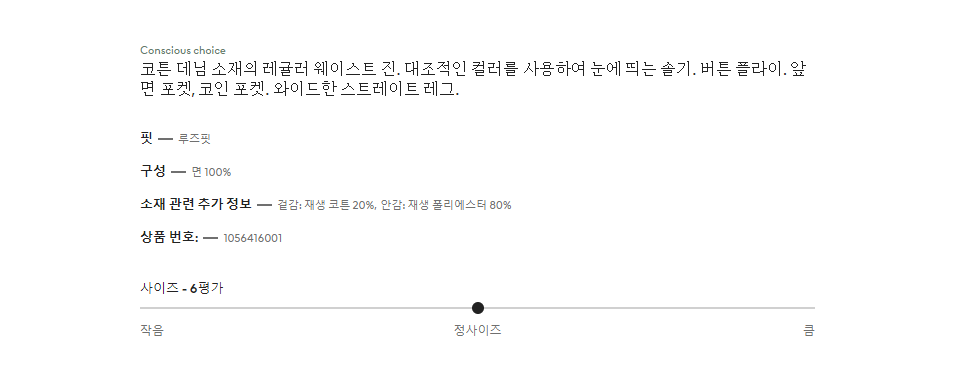 Conscious choice
코튼 데님 소재의 레귤러 웨이스트 진. 대조적인 컬러를 사용하여 눈에 띄는 솔기. 버튼 플라이. 앞
면 포켓, 코인 포켓. 와이드한 스트레이트 레그.
핏 — 루즈핏
구성 — 면 100%
소재 관련 추가 정보 — 겉감: 재생 코튼 20%, 안감: 재생 폴리에스터 80%
상품 번호: — 1056416001
사이즈 - 6평가
작음 정사이즈 큼